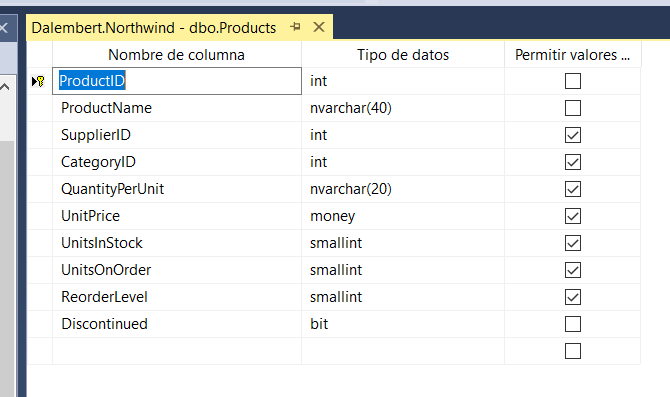 Dalembert.Northwind - dbo.Products
Nombre de columna Tipo de datos Permitir valores ...
ProductID int
ProductName nvarchar(40)
SupplierID int
CategoryID int
QuantityPerUnit nvarchar(20)
UnitPrice money
UnitsInStock smallint
UnitsOnOrder smallint
ReorderLevel smallint
Discontinued bit